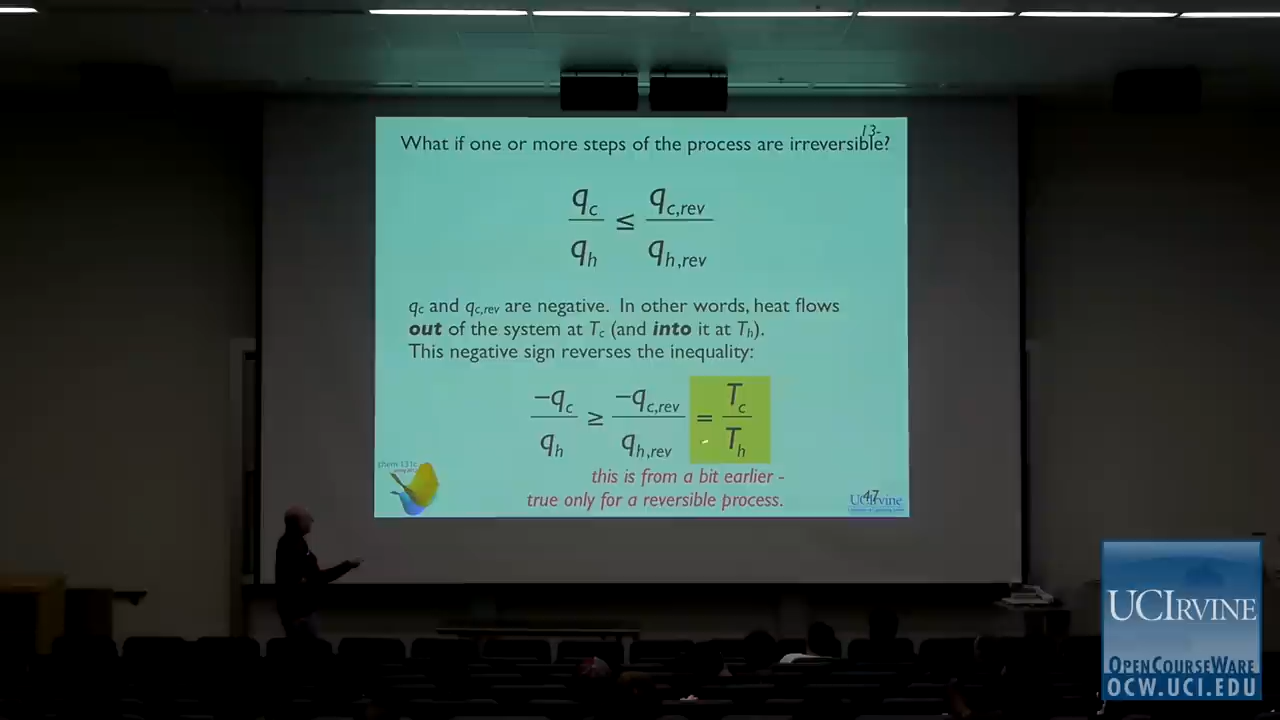 13-
What if one or more steps of the process are irreversible?
q_c / q_h ≤ q_c,rev / q_h,rev
q_c and q_c,rev are negative. In other words, heat flows
out of the system at T_c (and into it at T_h).
This negative sign reverses the inequality:
−q_c / q_h ≥ −q_c,rev / q_h,rev = T_c / T_h
this is from a bit earlier -
true only for a reversible process.
chem 131c
47
UCIrvine
UCIRVINE
OPENCOURSEWARE
OCW.UCI.EDU